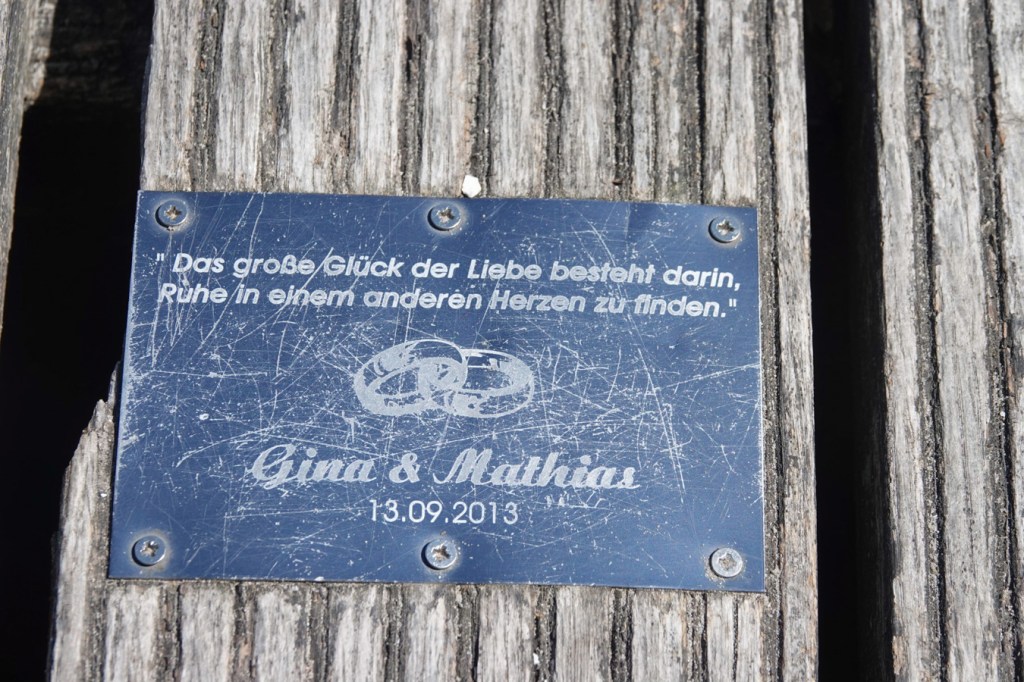 " Das große Glück der Liebe besteht darin,
Ruhe in einem anderen Herzen zu finden."
Gina & Mathias
13.09.2013